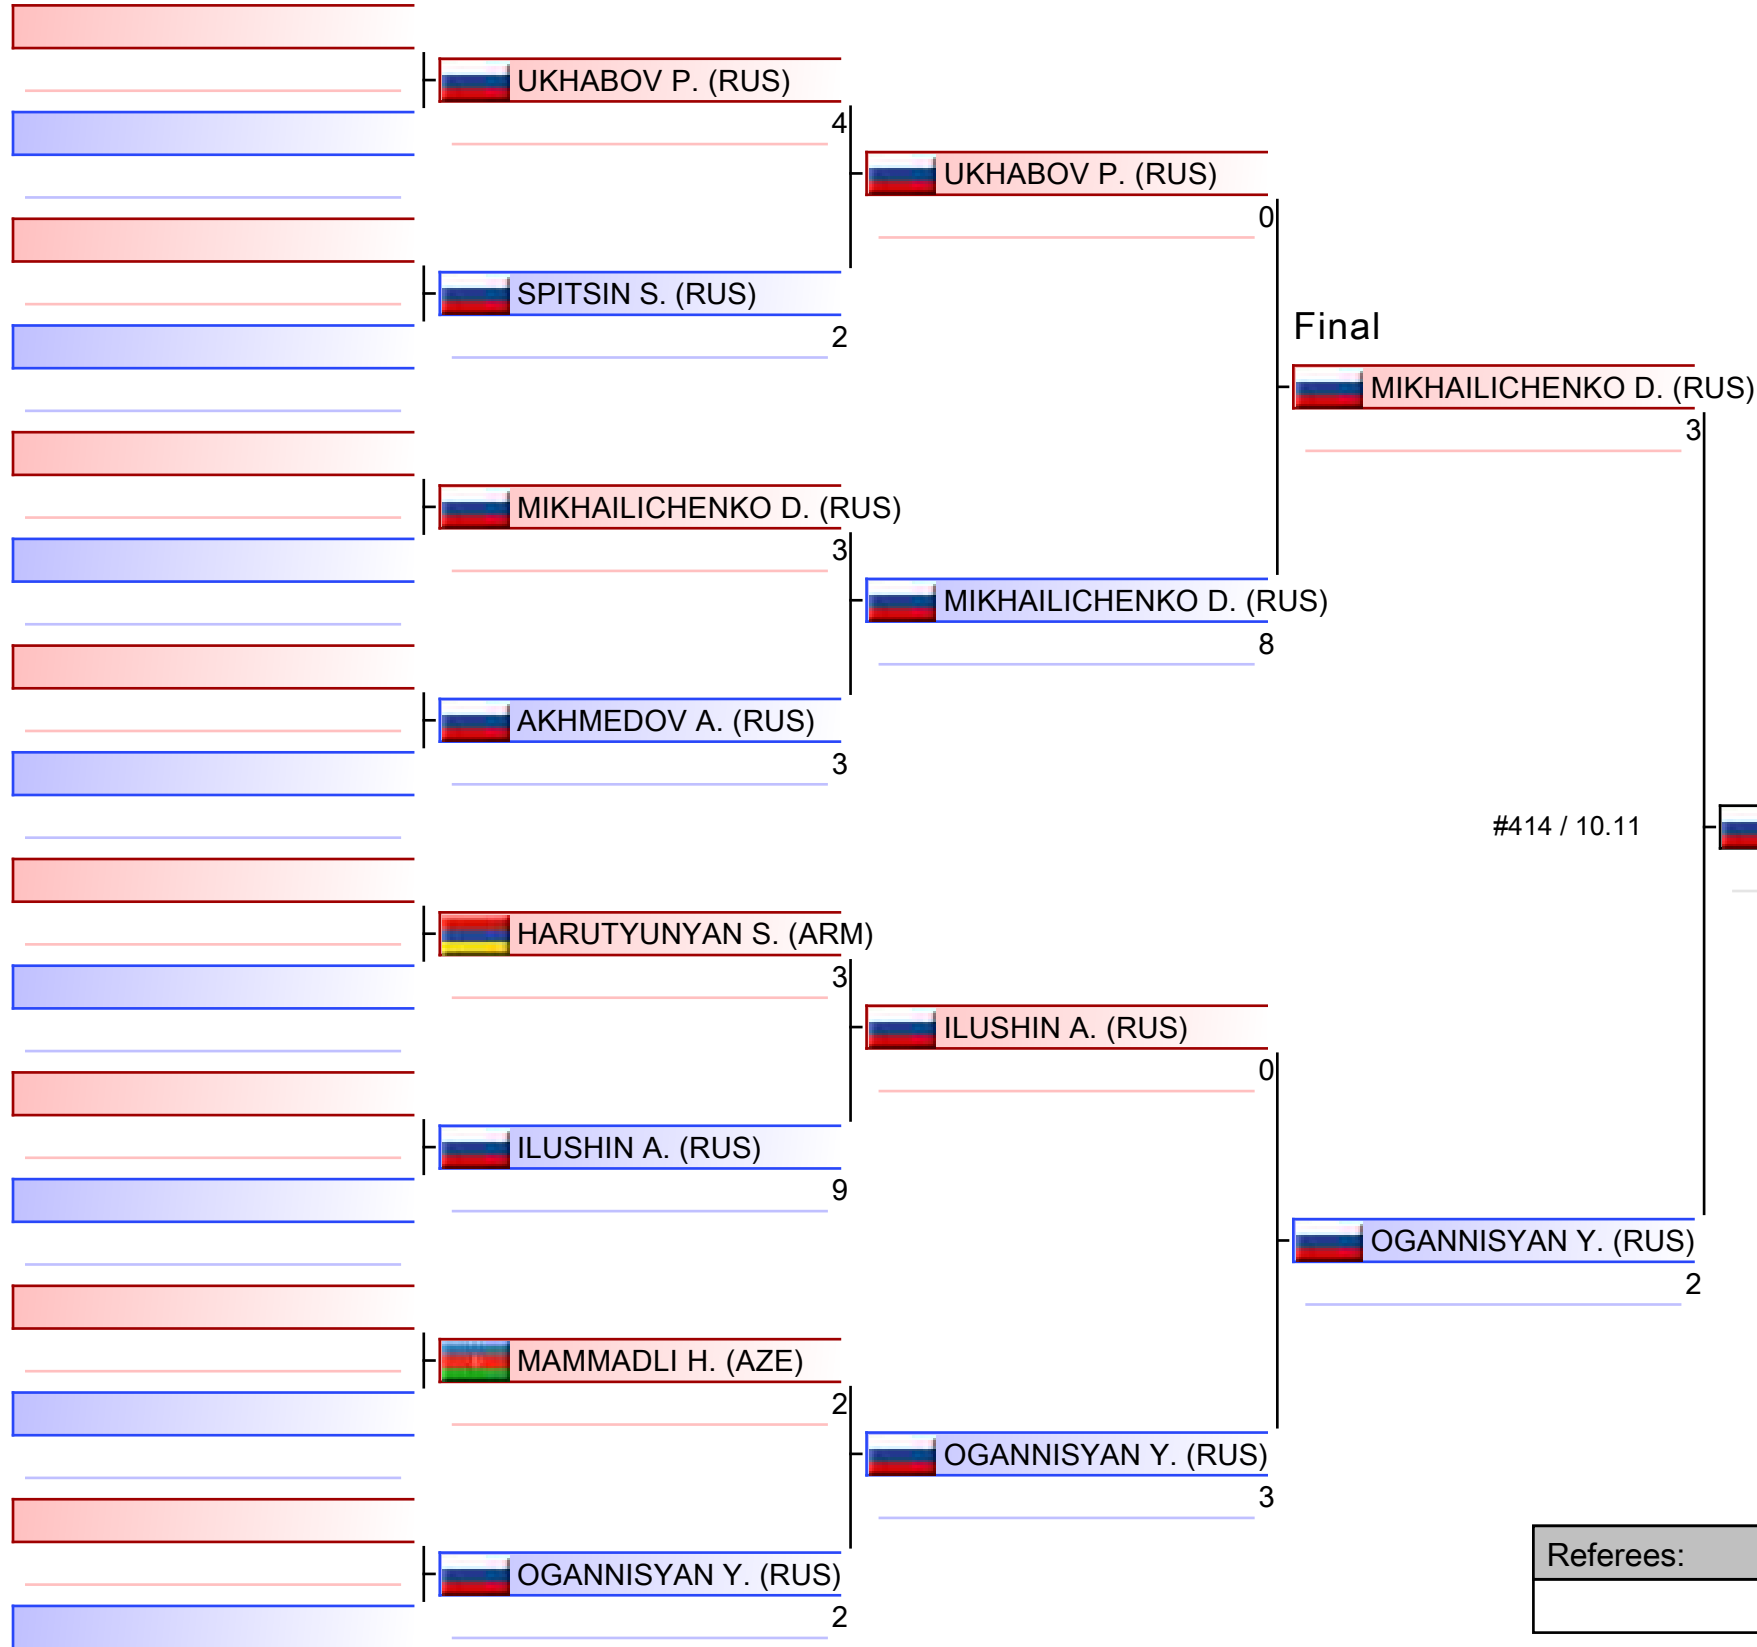 UKHABOV P. (RUS)
4
SPITSIN S. (RUS)
2
MIKHAILICHENKO D. (RUS)
3
AKHMEDOV A. (RUS)
3
HARUTYUNYAN S. (ARM)
3
ILUSHIN A. (RUS)
9
MAMMADLI H. (AZE)
2
OGANNISYAN Y. (RUS)
2
UKHABOV P. (RUS)
0
MIKHAILICHENKO D. (RUS)
8
ILUSHIN A. (RUS)
0
OGANNISYAN Y. (RUS)
3
Final
MIKHAILICHENKO D. (RUS)
3
#414 / 10.11
OGANNISYAN Y. (RUS)
2
Referees: